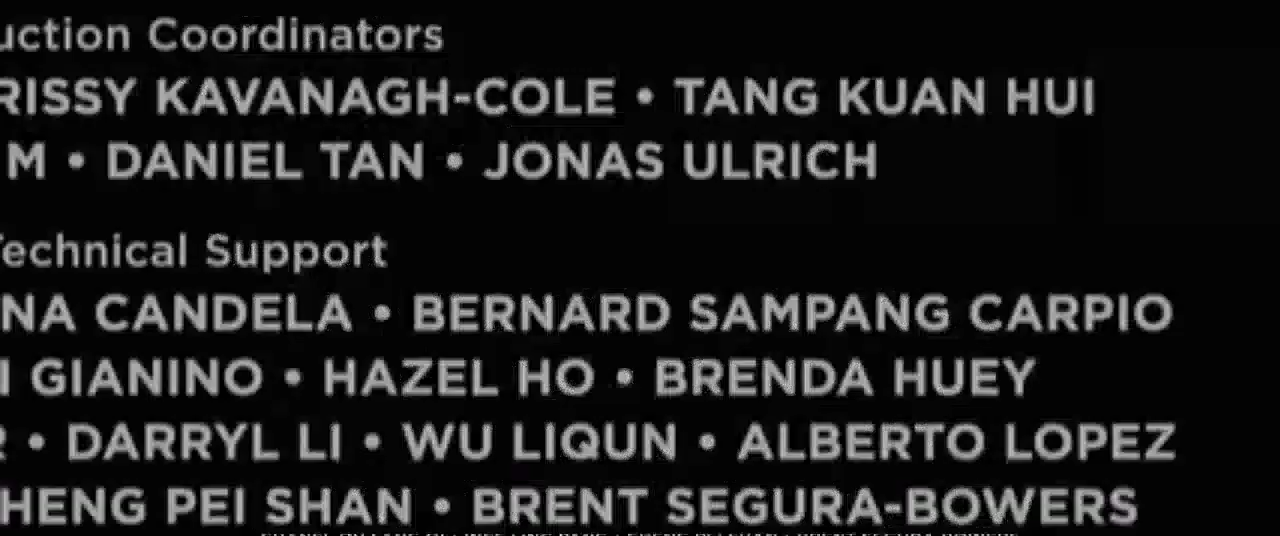 uction Coordinators
RISSY KAVANAGH-COLE • TANG KUAN HUI
M • DANIEL TAN • JONAS ULRICH
Technical Support
NA CANDELA • BERNARD SAMPANG CARPIO
I GIANINO • HAZEL HO • BRENDA HUEY
R • DARRYL LI • WU LIQUN • ALBERTO LOPEZ
HENG PEI SHAN • BRENT SEGURA-BOWERS